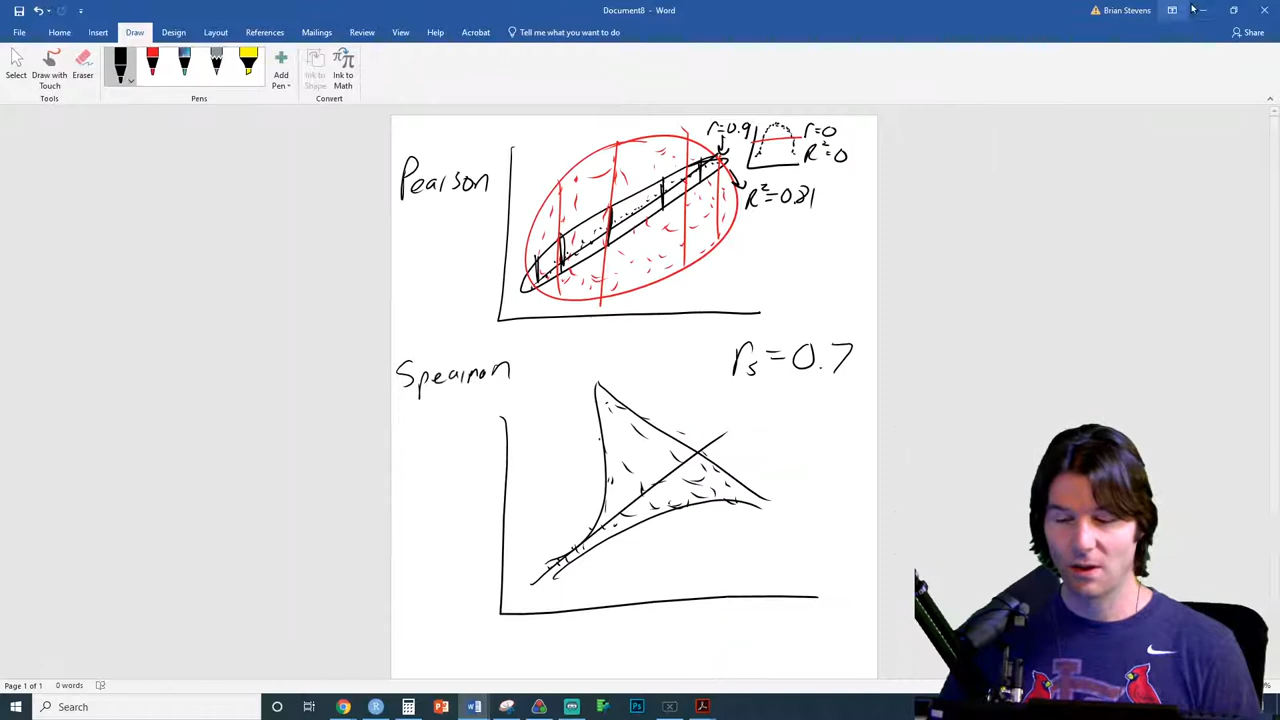 Document8 - Word
Brian Stevens
File Home Insert Draw Design Layout References Mailings Review View Help Acrobat Tell me what you want to do Share
Select
Draw with Touch
Eraser
Add Pen
Ink to Shape
Ink to Math
Tools Pens Convert
Pearson
r=0.9
r=0
R²=0
R²=0.81
Spearman
rs=0.7
Page 1 of 1 0 words
Search